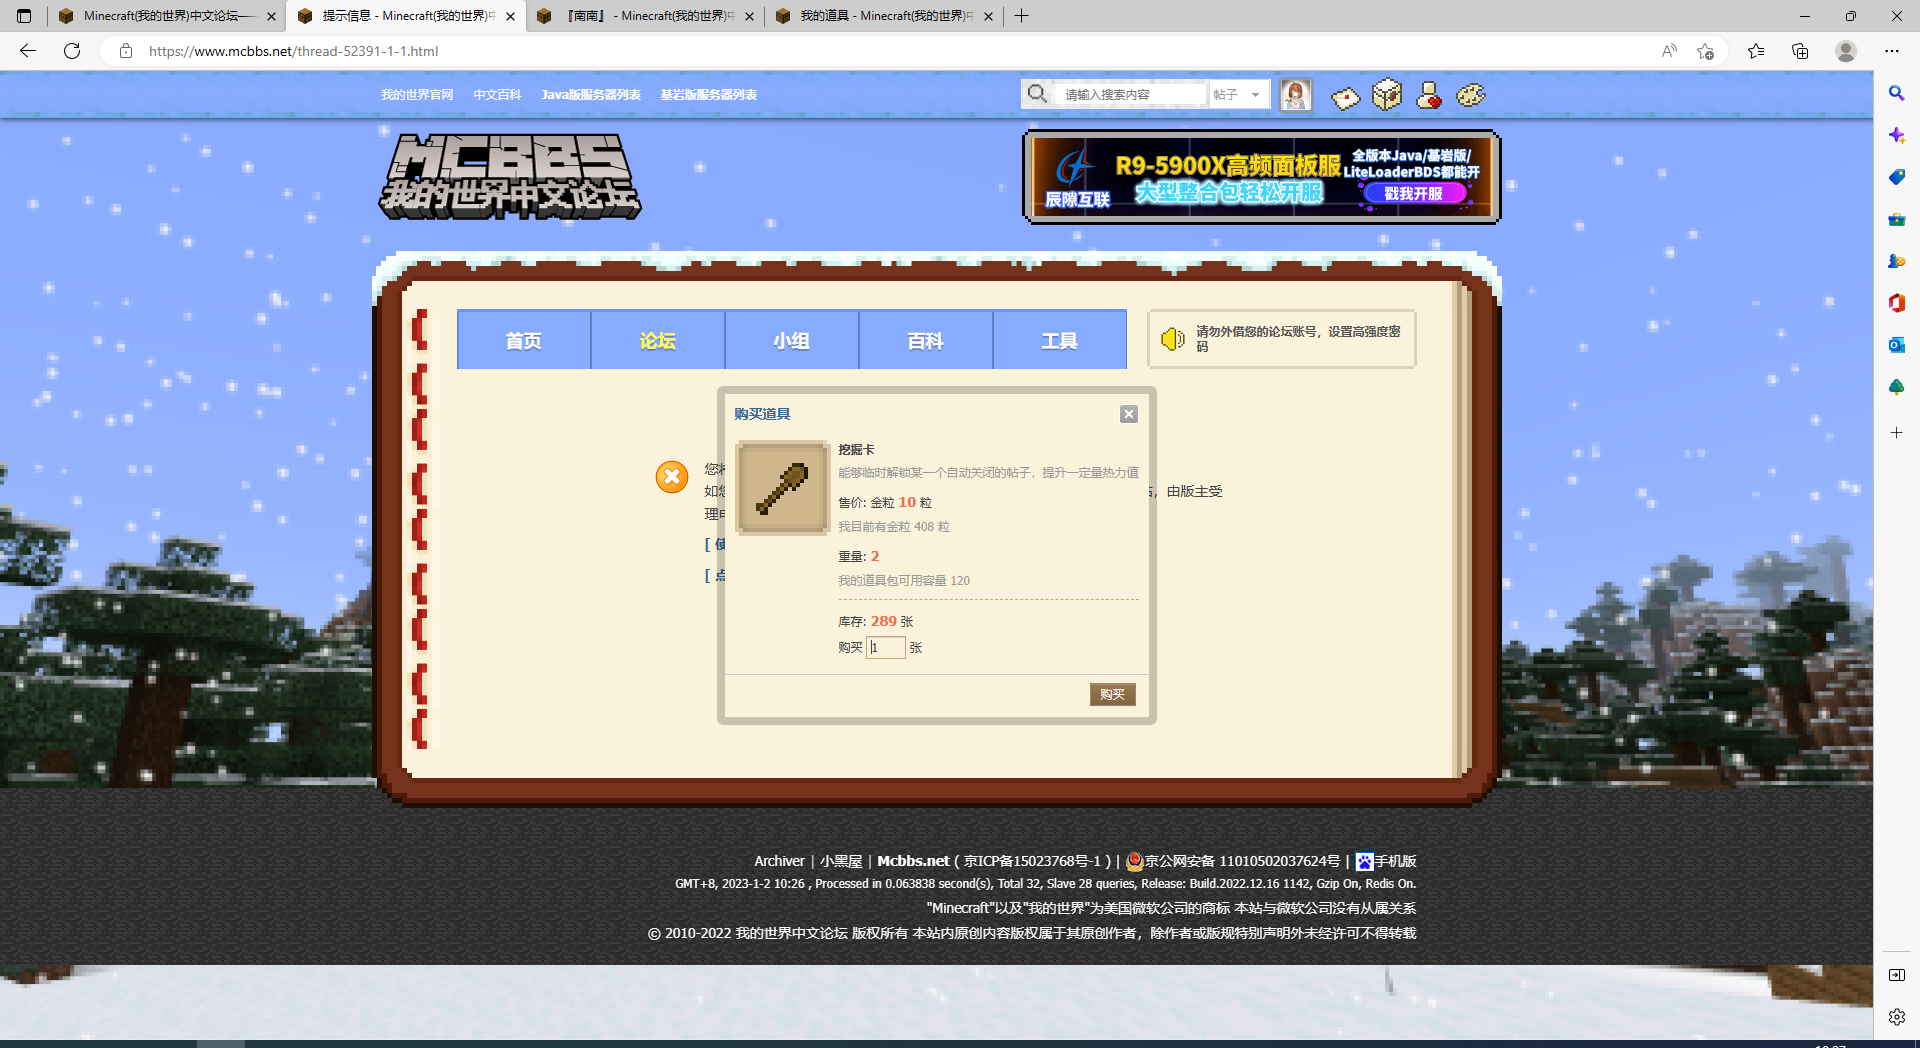 Minecraft(我的世界)中文论坛—
提示信息 - Minecraft(我的世界)中
『南南』 - Minecraft(我的世界)中
我的道具 - Minecraft(我的世界)中
https://www.mcbbs.net/thread-52391-1-1.html
我的世界官网 中文百科 Java版服务器列表 基岩版服务器列表
请输入搜索内容 帖子
MCBBS
我的世界中文论坛
辰隙互联
R9-5900X高频面板服
大型整合包轻松开服
全版本Java/基岩版/
LiteLoaderBDS都能开
戳我开服
首页 论坛 小组 百科 工具
请勿外借您的论坛账号，设置高强度密
码
购买道具
挖掘卡
能够临时解锁某一个自动关闭的帖子，提升一定量热力值
售价: 金粒 10 粒
我目前有金粒 408 粒
重量: 2
我的道具包可用容量 120
库存: 289 张
购买 1 张
购买
如您
，由版主受
理申
[ 使
[ 点
Archiver | 小黑屋 | Mcbbs.net ( 京ICP备15023768号-1 ) | 京公网安备 11010502037624号 | 手机版
GMT+8, 2023-1-2 10:26 , Processed in 0.063838 second(s), Total 32, Slave 28 queries, Release: Build.2022.12.16 1142, Gzip On, Redis On.
"Minecraft"以及"我的世界"为美国微软公司的商标 本站与微软公司没有从属关系
© 2010-2022 我的世界中文论坛 版权所有 本站内原创内容版权属于其原创作者，除作者或版规特别声明外未经许可不得转载